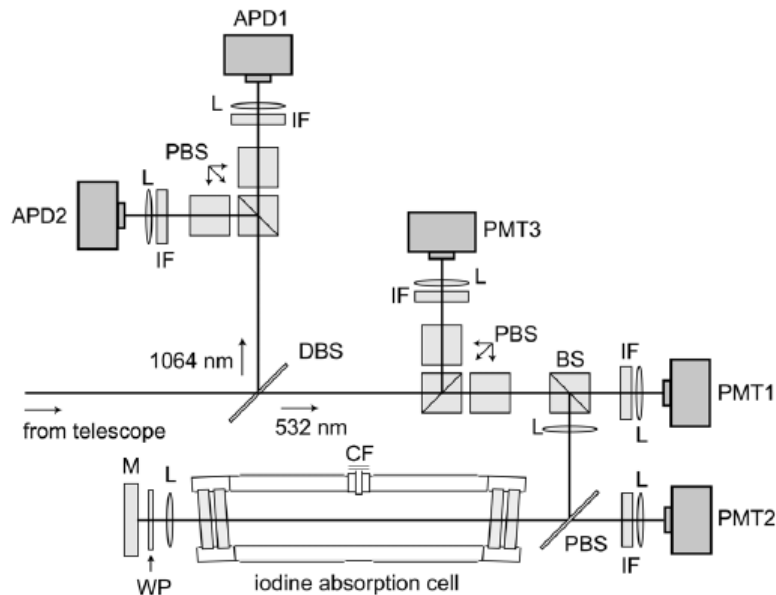 APD1
L
IF
PBS
L
APD2
IF
PMT3
L
IF
1064 nm
DBS
PBS
BS
IF
PMT1
from telescope
532 nm
L
L
M
L
CF
L
PMT2
WP
iodine absorption cell
PBS
IF